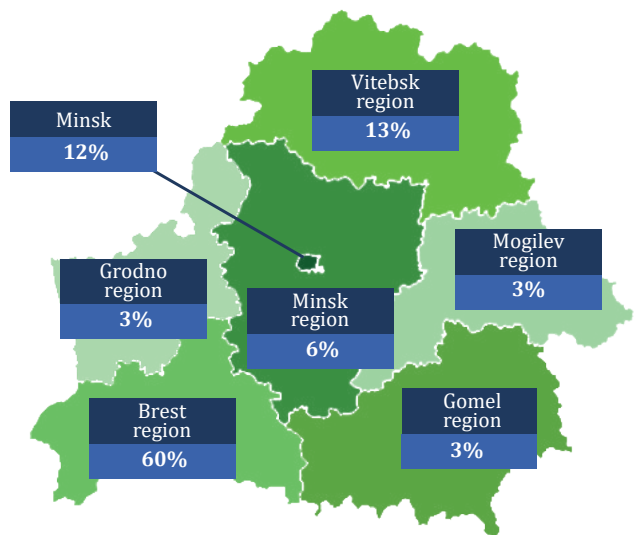 Vitebsk
region
13%
Minsk
12%
Mogilev
region
3%
Grodno
region
3%
Minsk
region
6%
Brest
region
60%
Gomel
region
3%